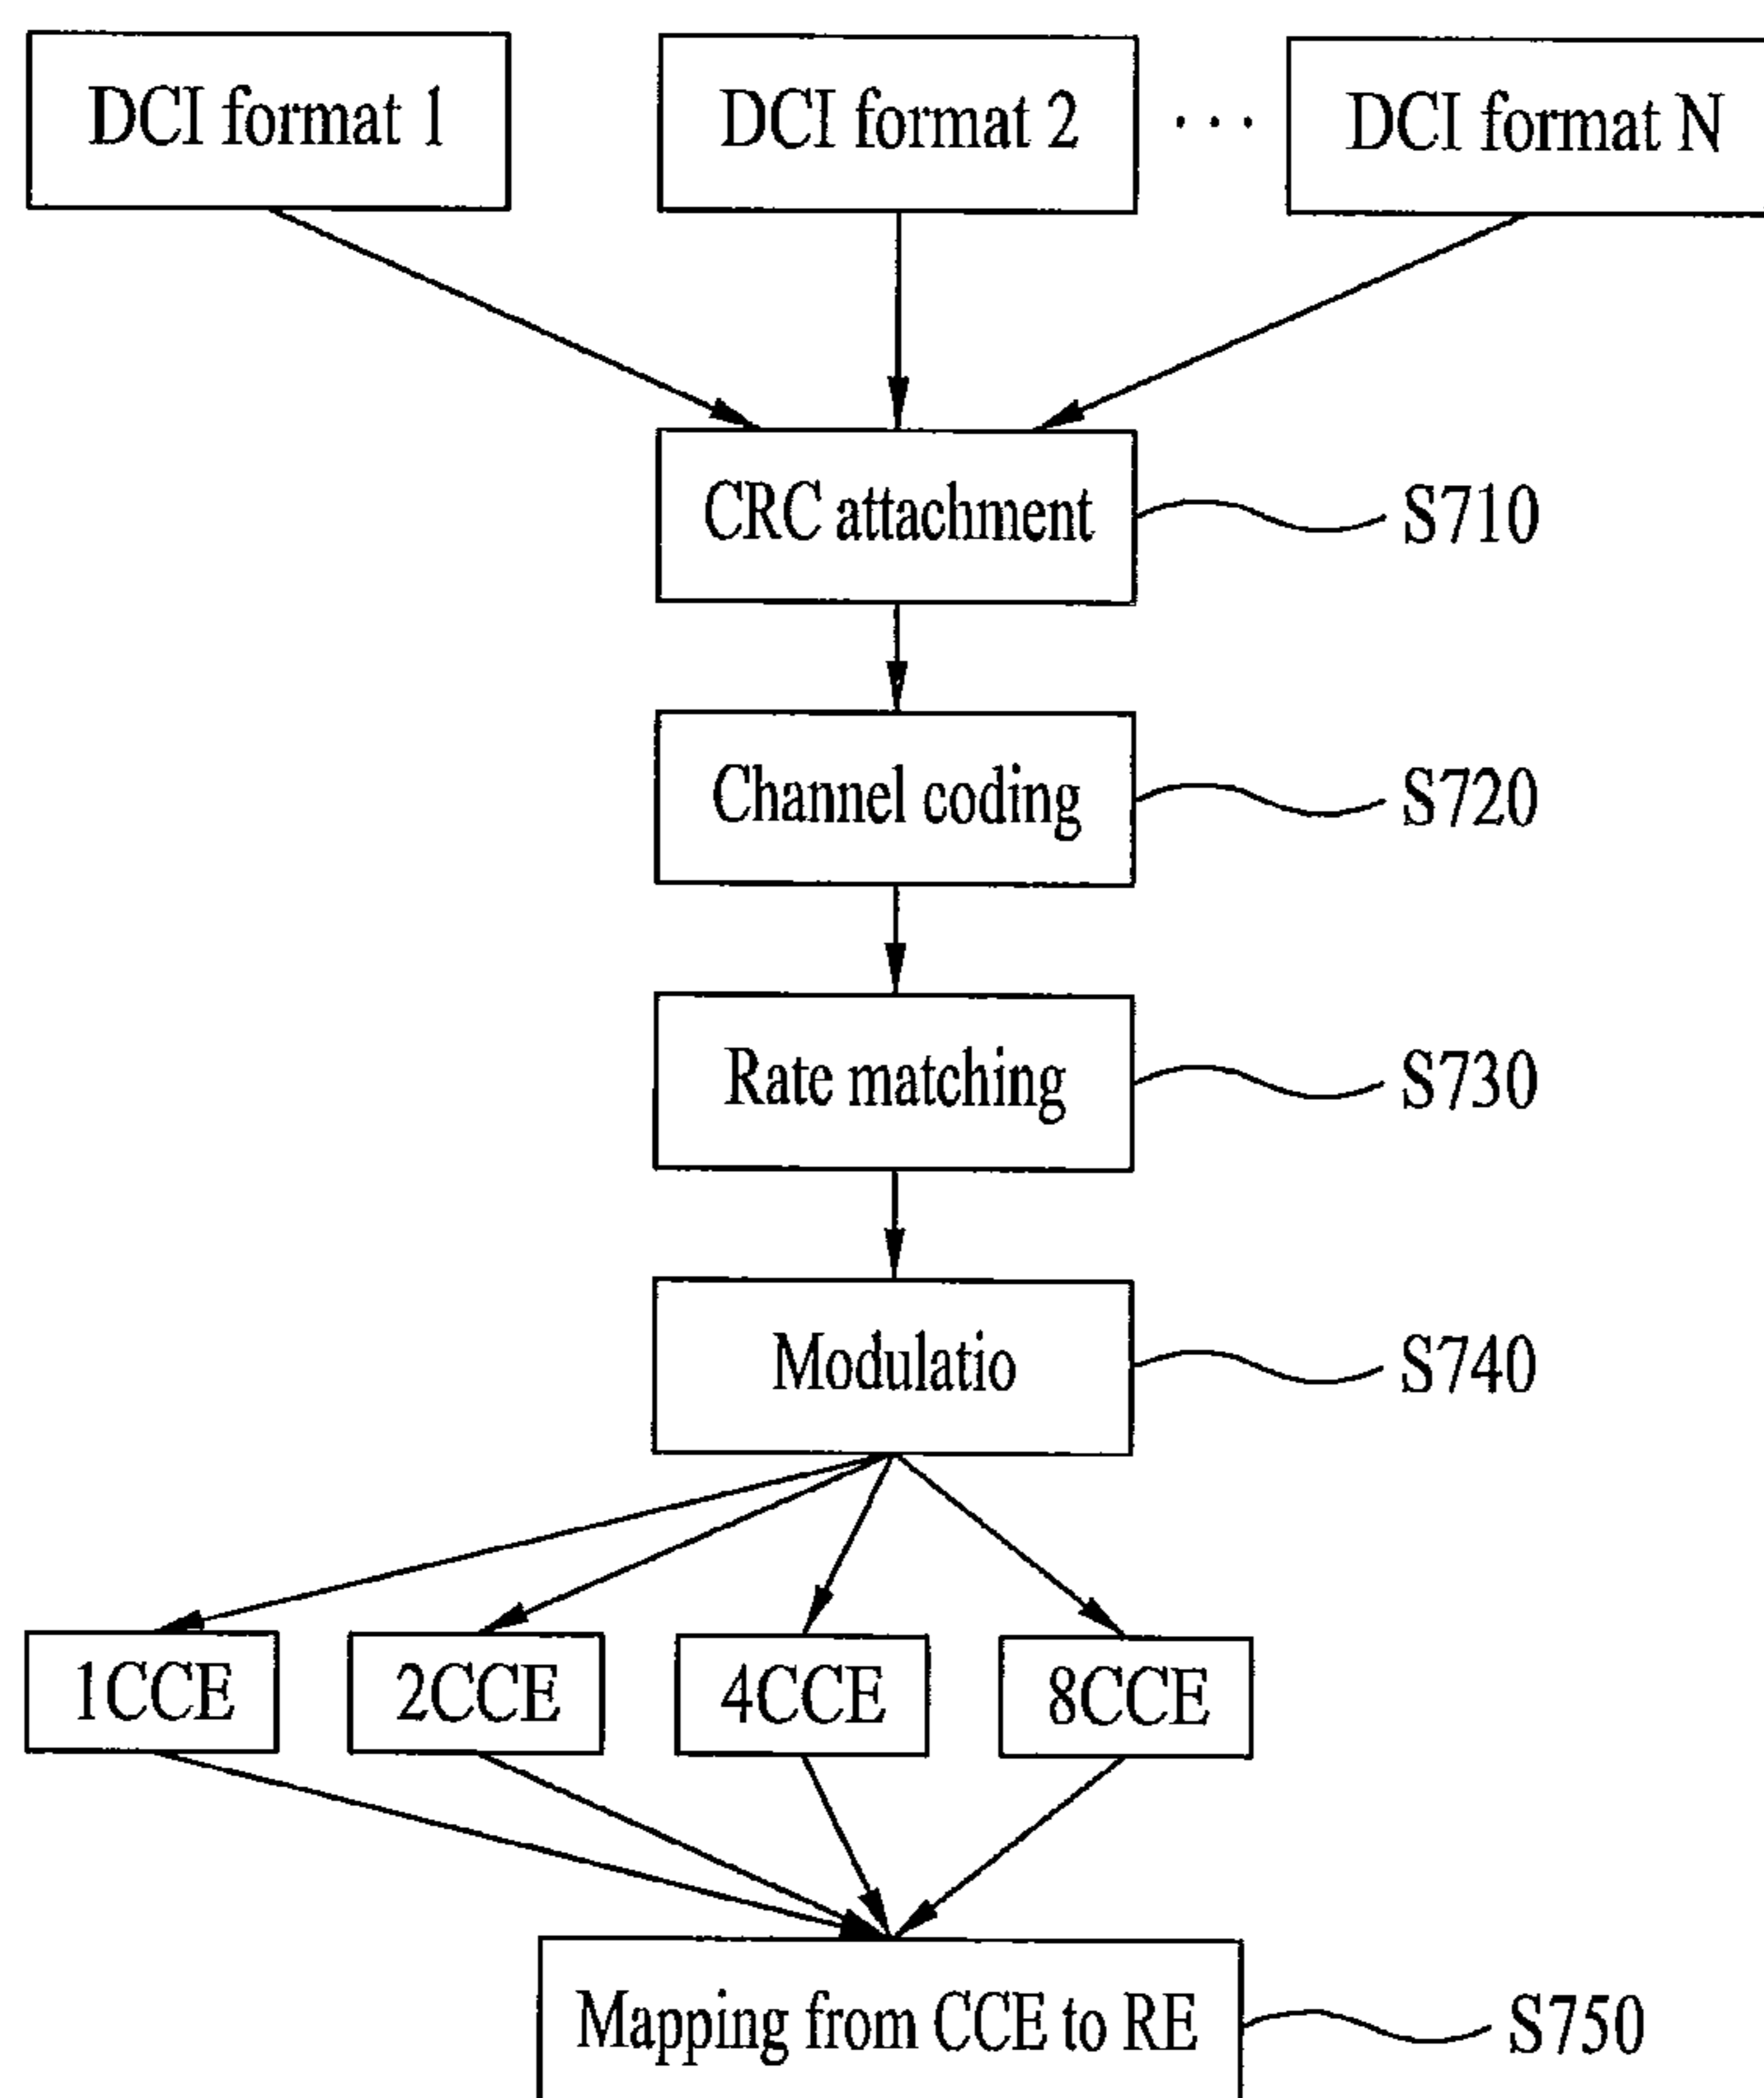 DCI format 1
DCI format 2
...
DCI format N
CRC attachment
S710
Channel coding
S720
Rate matching
S730
Modulatio
S740
1CCE
2CCE
4CCE
8CCE
Mapping from CCE to RE
S750